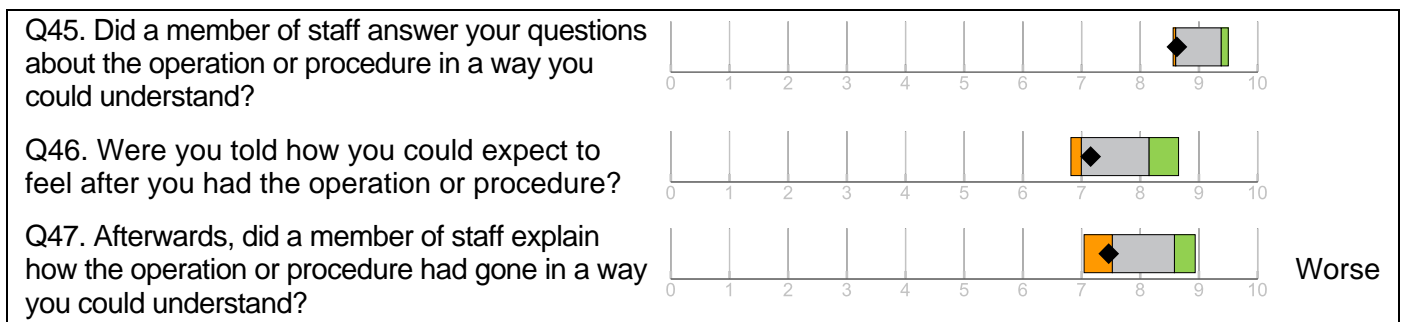 Q45. Did a member of staff answer your questions
about the operation or procedure in a way you
could understand?
0 1 2 3 4 5 6 7 8 9 10
Q46. Were you told how you could expect to
feel after you had the operation or procedure?
0 1 2 3 4 5 6 7 8 9 10
Q47. Afterwards, did a member of staff explain
how the operation or procedure had gone in a way
you could understand?
0 1 2 3 4 5 6 7 8 9 10
Worse